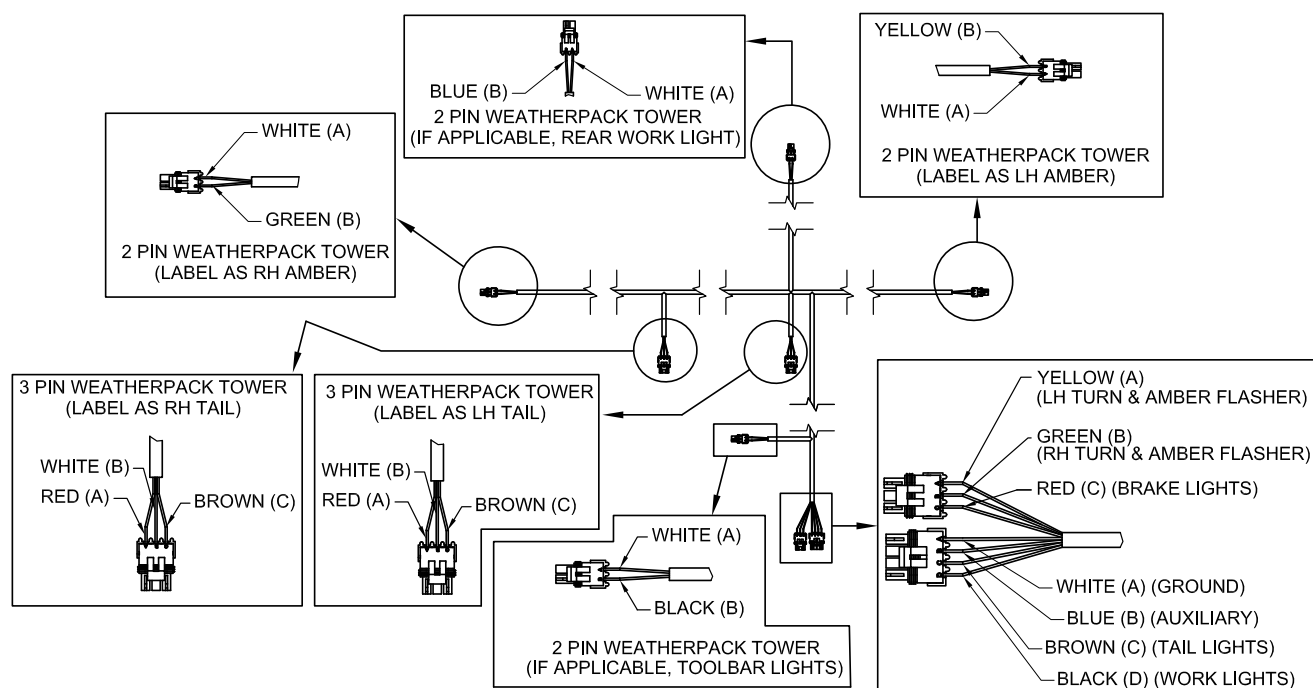 BLUE (B)
WHITE (A)
2 PIN WEATHERPACK TOWER
(IF APPLICABLE, REAR WORK LIGHT)
YELLOW (B)
WHITE (A)
2 PIN WEATHERPACK TOWER
(LABEL AS LH AMBER)
WHITE (A)
GREEN (B)
2 PIN WEATHERPACK TOWER
(LABEL AS RH AMBER)
3 PIN WEATHERPACK TOWER
(LABEL AS RH TAIL)
WHITE (B)
RED (A)
BROWN (C)
3 PIN WEATHERPACK TOWER
(LABEL AS LH TAIL)
WHITE (B)
RED (A)
BROWN (C)
WHITE (A)
BLACK (B)
2 PIN WEATHERPACK TOWER
(IF APPLICABLE, TOOLBAR LIGHTS)
YELLOW (A)
(LH TURN & AMBER FLASHER)
GREEN (B)
(RH TURN & AMBER FLASHER)
RED (C) (BRAKE LIGHTS)
WHITE (A) (GROUND)
BLUE (B) (AUXILIARY)
BROWN (C) (TAIL LIGHTS)
BLACK (D) (WORK LIGHTS)